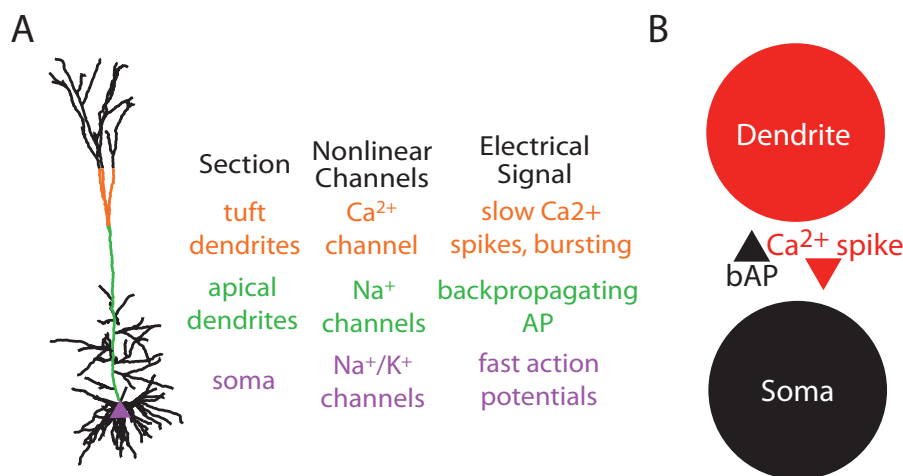 A
Section
Nonlinear
Channels
Electrical
Signal
tuft
dendrites
Ca²⁺
channel
slow Ca2+
spikes, bursting
apical
dendrites
Na⁺
channels
backpropagating
AP
soma
Na⁺/K⁺
channels
fast action
potentials
B
Dendrite
Ca²⁺ spike
bAP
Soma